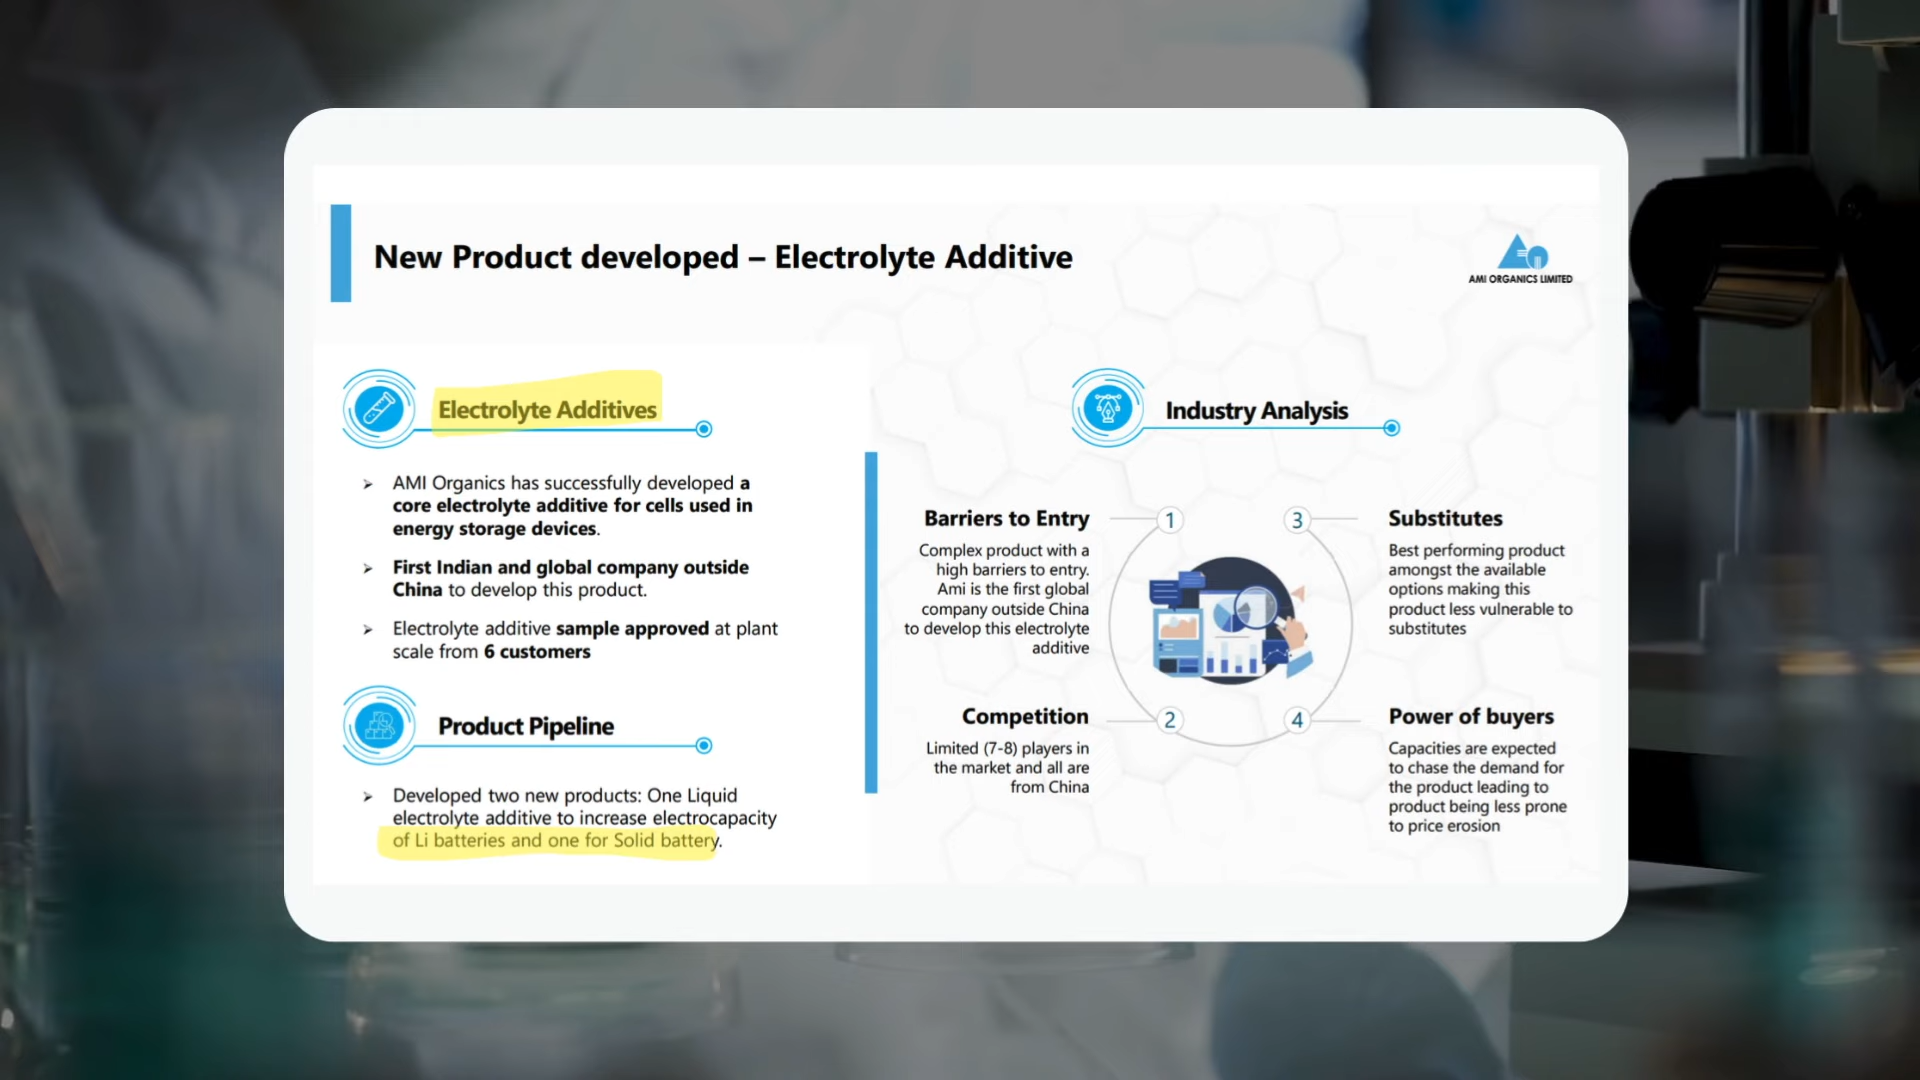 New Product developed – Electrolyte Additive
AMI ORGANICS LIMITED
Electrolyte Additives
➢ AMI Organics has successfully developed a
core electrolyte additive for cells used in
energy storage devices.
➢ First Indian and global company outside
China to develop this product.
➢ Electrolyte additive sample approved at plant
scale from 6 customers
Product Pipeline
➢ Developed two new products: One Liquid
electrolyte additive to increase electrocapacity
of Li batteries and one for Solid battery.
Industry Analysis
Barriers to Entry
1
Complex product with a
high barriers to entry.
Ami is the first global
company outside China
to develop this electrolyte
additive
Competition
2
Limited (7-8) players in
the market and all are
from China
3
Substitutes
Best performing product
amongst the available
options making this
product less vulnerable to
substitutes
4
Power of buyers
Capacities are expected
to chase the demand for
the product leading to
product being less prone
to price erosion